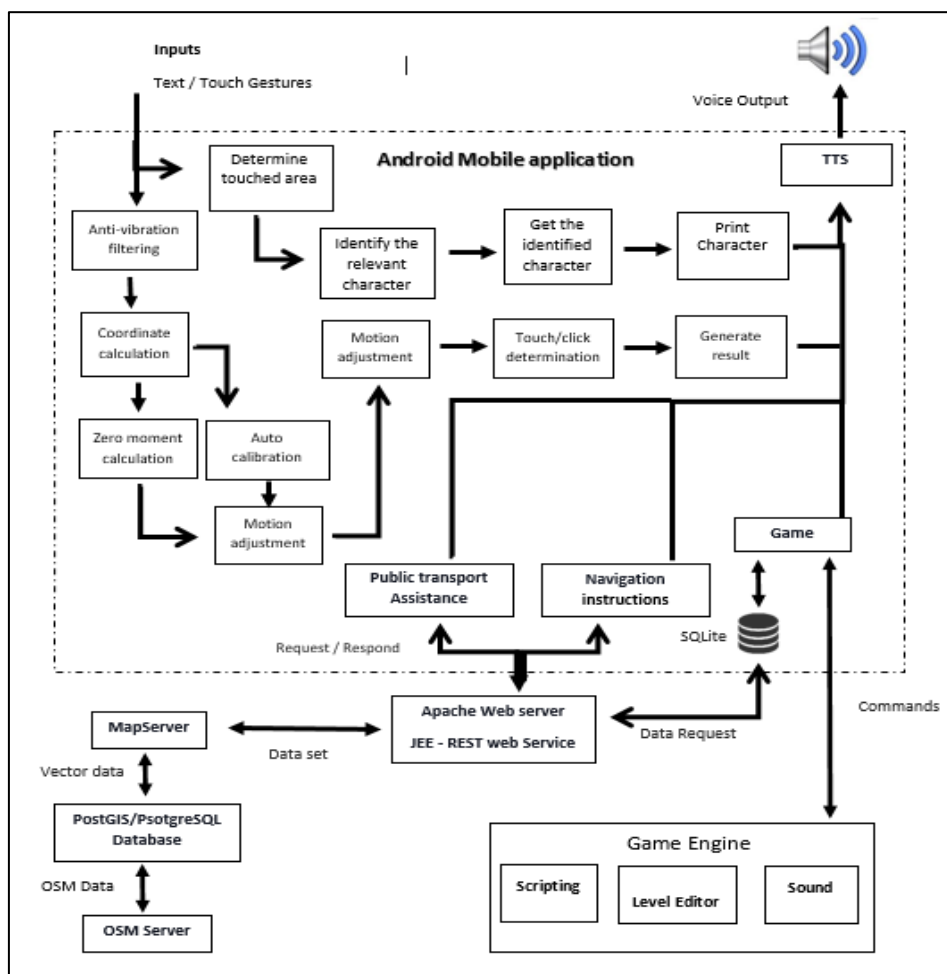 Inputs
Text / Touch Gestures
Voice Output
Android Mobile application
TTS
Determine
touched area
Anti-vibration
filtering
Identify the
relevant
character
Get the
identified
character
Print
Character
Coordinate
calculation
Motion
adjustment
Touch/click
determination
Generate
result
Zero moment
calculation
Auto
calibration
Motion
adjustment
Game
Public transport
Assistance
Navigation
instructions
SQLite
Request / Respond
Apache Web server
JEE - REST web Service
Data Request
Commands
MapServer
Data set
Vector data
PostGIS/PsotgreSQL
Database
OSM Data
OSM Server
Game Engine
Scripting
Level Editor
Sound